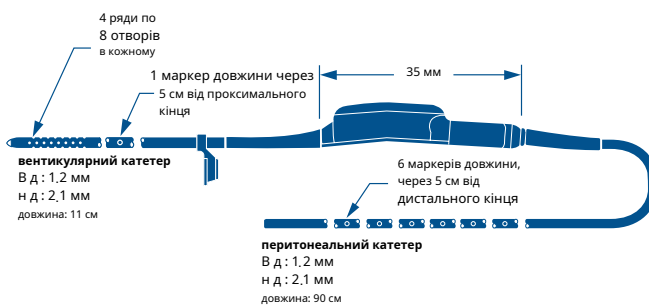 4 ряди по
8 отворів
в кожному
1 маркер довжини через
5 см від проксимального
кінця
35 мм
вентикулярний катетер
В д : 1,2 мм
н д : 2,1 мм
довжина: 11 см
6 маркерів довжини,
через 5 см від
дистального кінця
перитонеальний катетер
В д : 1,2 мм
н д : 2,1 мм
довжина: 90 см